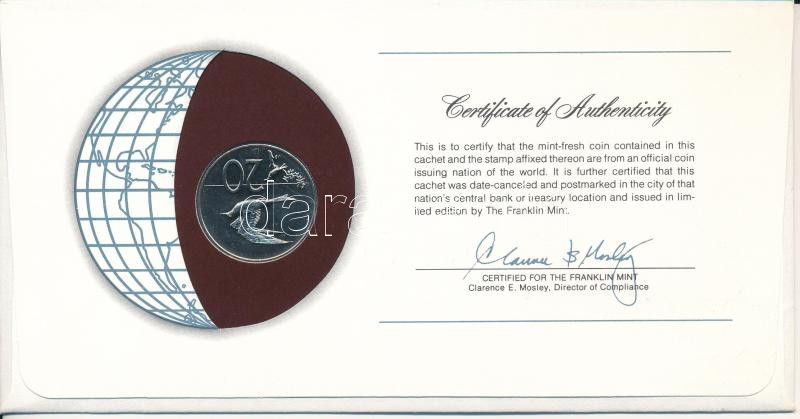 Certificate of Authenticity
This is to certify that the mint-fresh coin contained in this
cachet and the stamp affixed thereon are from an official coin
issuing nation of the world. It is further certified that this
cachet was date-canceled and postmarked in the city of that
nation's central bank or treasury location and issued in lim-
ited edition by The Franklin Mint.
Clarence E. Mosley
CERTIFIED FOR THE FRANKLIN MINT
Clarence E. Mosley, Director of Compliance
20
dara